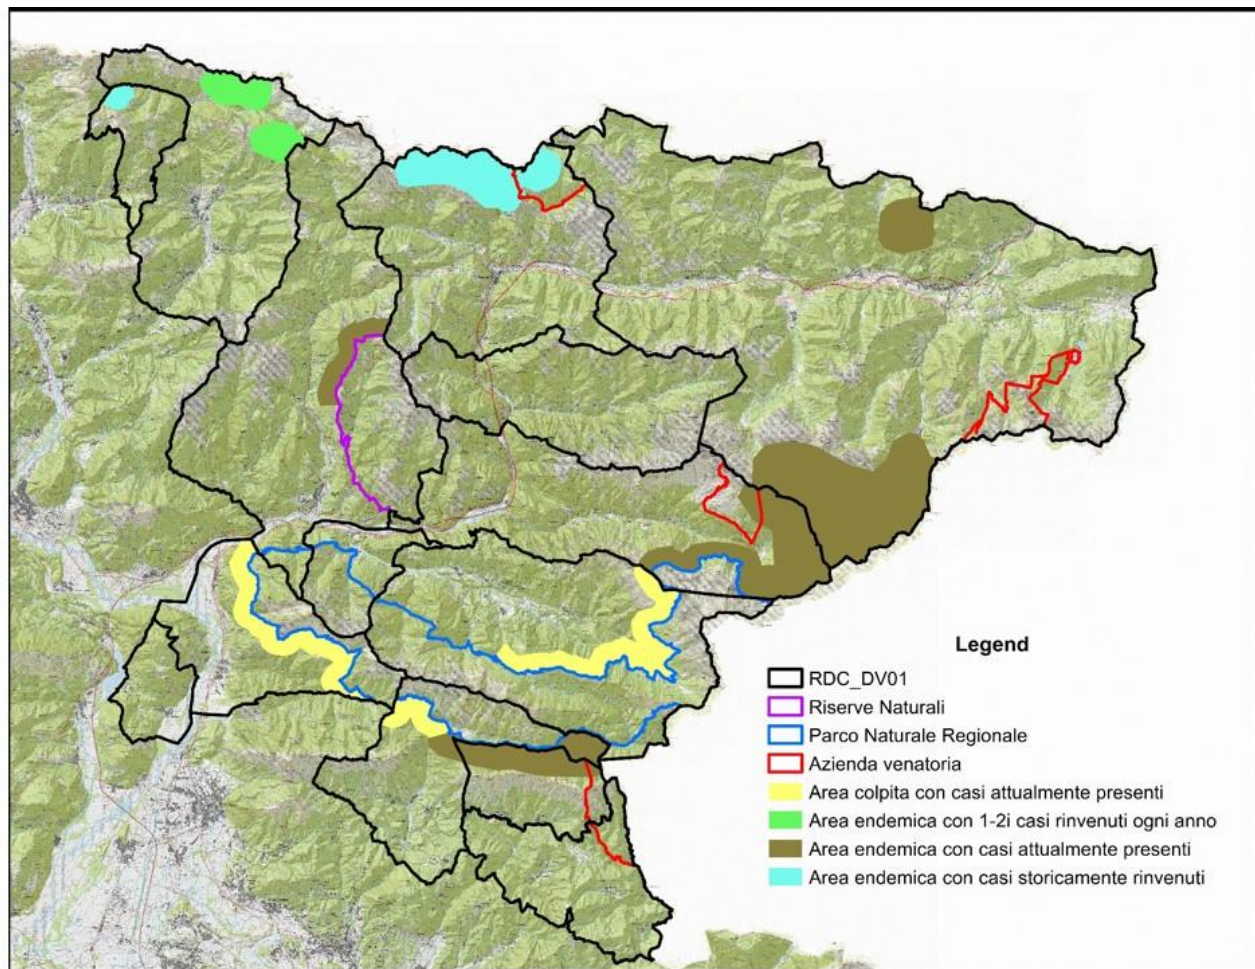 Legend
RDC_DV01
Riserve Naturali
Parco Naturale Regionale
Azienda venatoria
Area colpita con casi attualmente presenti
Area endemica con 1-2i casi rinvenuti ogni anno
Area endemica con casi attualmente presenti
Area endemica con casi storicamente rinvenuti